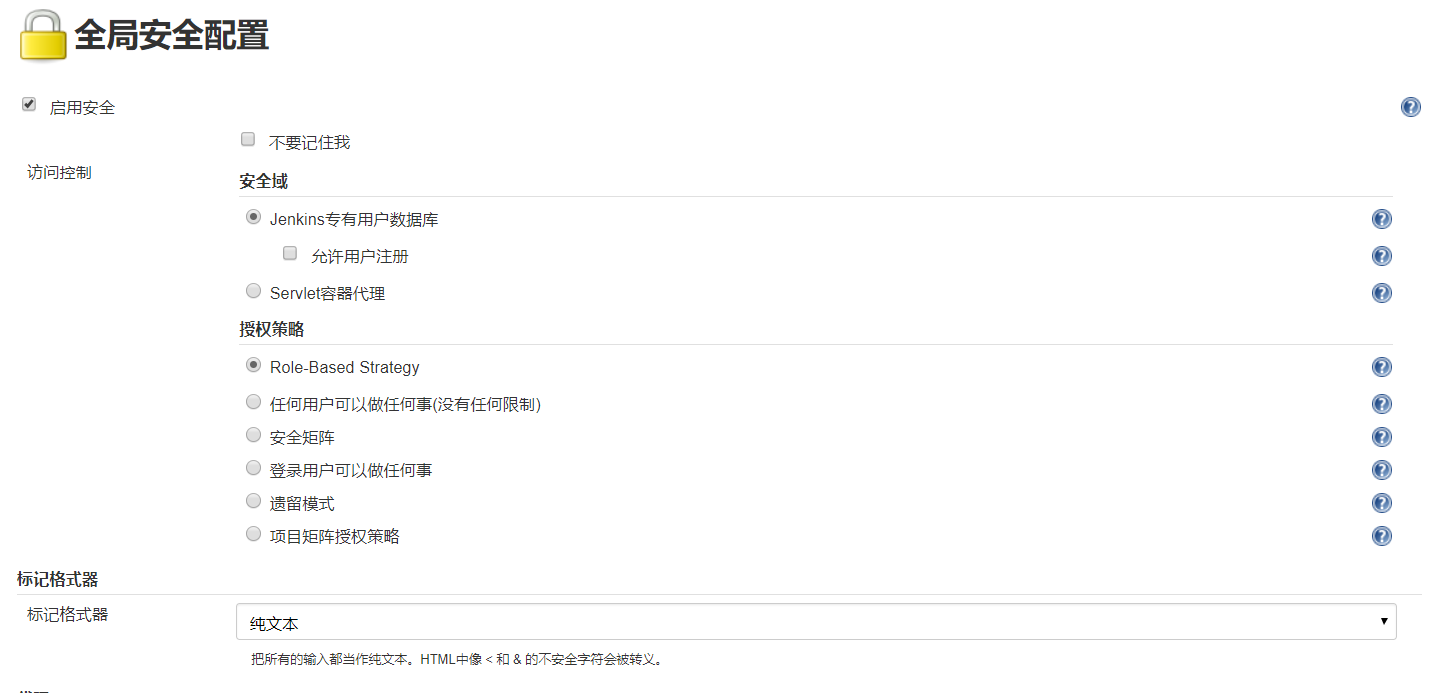 全局安全配置
启用安全
不要记住我
访问控制
安全域
Jenkins专有用户数据库
允许用户注册
Servlet容器代理
授权策略
Role-Based Strategy
任何用户可以做任何事(没有任何限制)
安全矩阵
登录用户可以做任何事
遗留模式
项目矩阵授权策略
标记格式器
标记格式器
纯文本
把所有的输入都当作纯文本。HTML中像 < 和 & 的不安全字符会被转义。